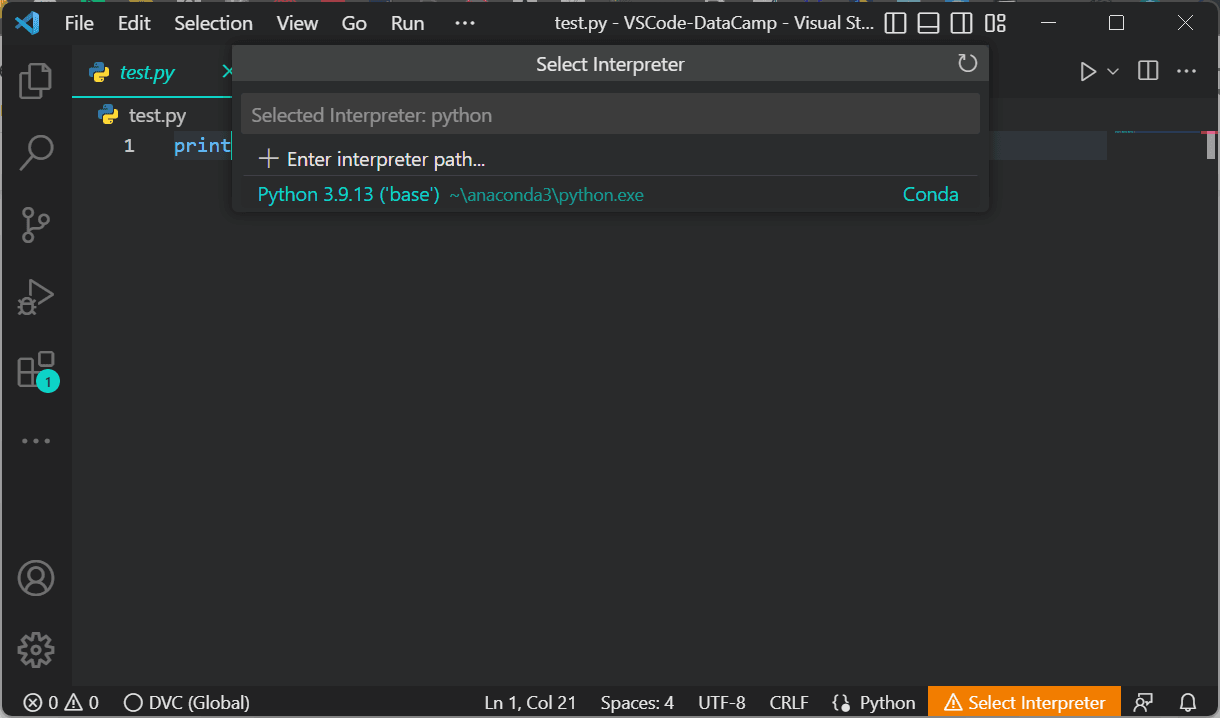 File Edit Selection View Go Run ··· test.py - VSCode-DataCamp - Visual St...
test.py
Select Interpreter
test.py
Selected Interpreter: python
1 print
Enter interpreter path...
Python 3.9.13 ('base') ~\anaconda3\python.exe Conda
1
0 0 DVC (Global) Ln 1, Col 21 Spaces: 4 UTF-8 CRLF Python Select Interpreter